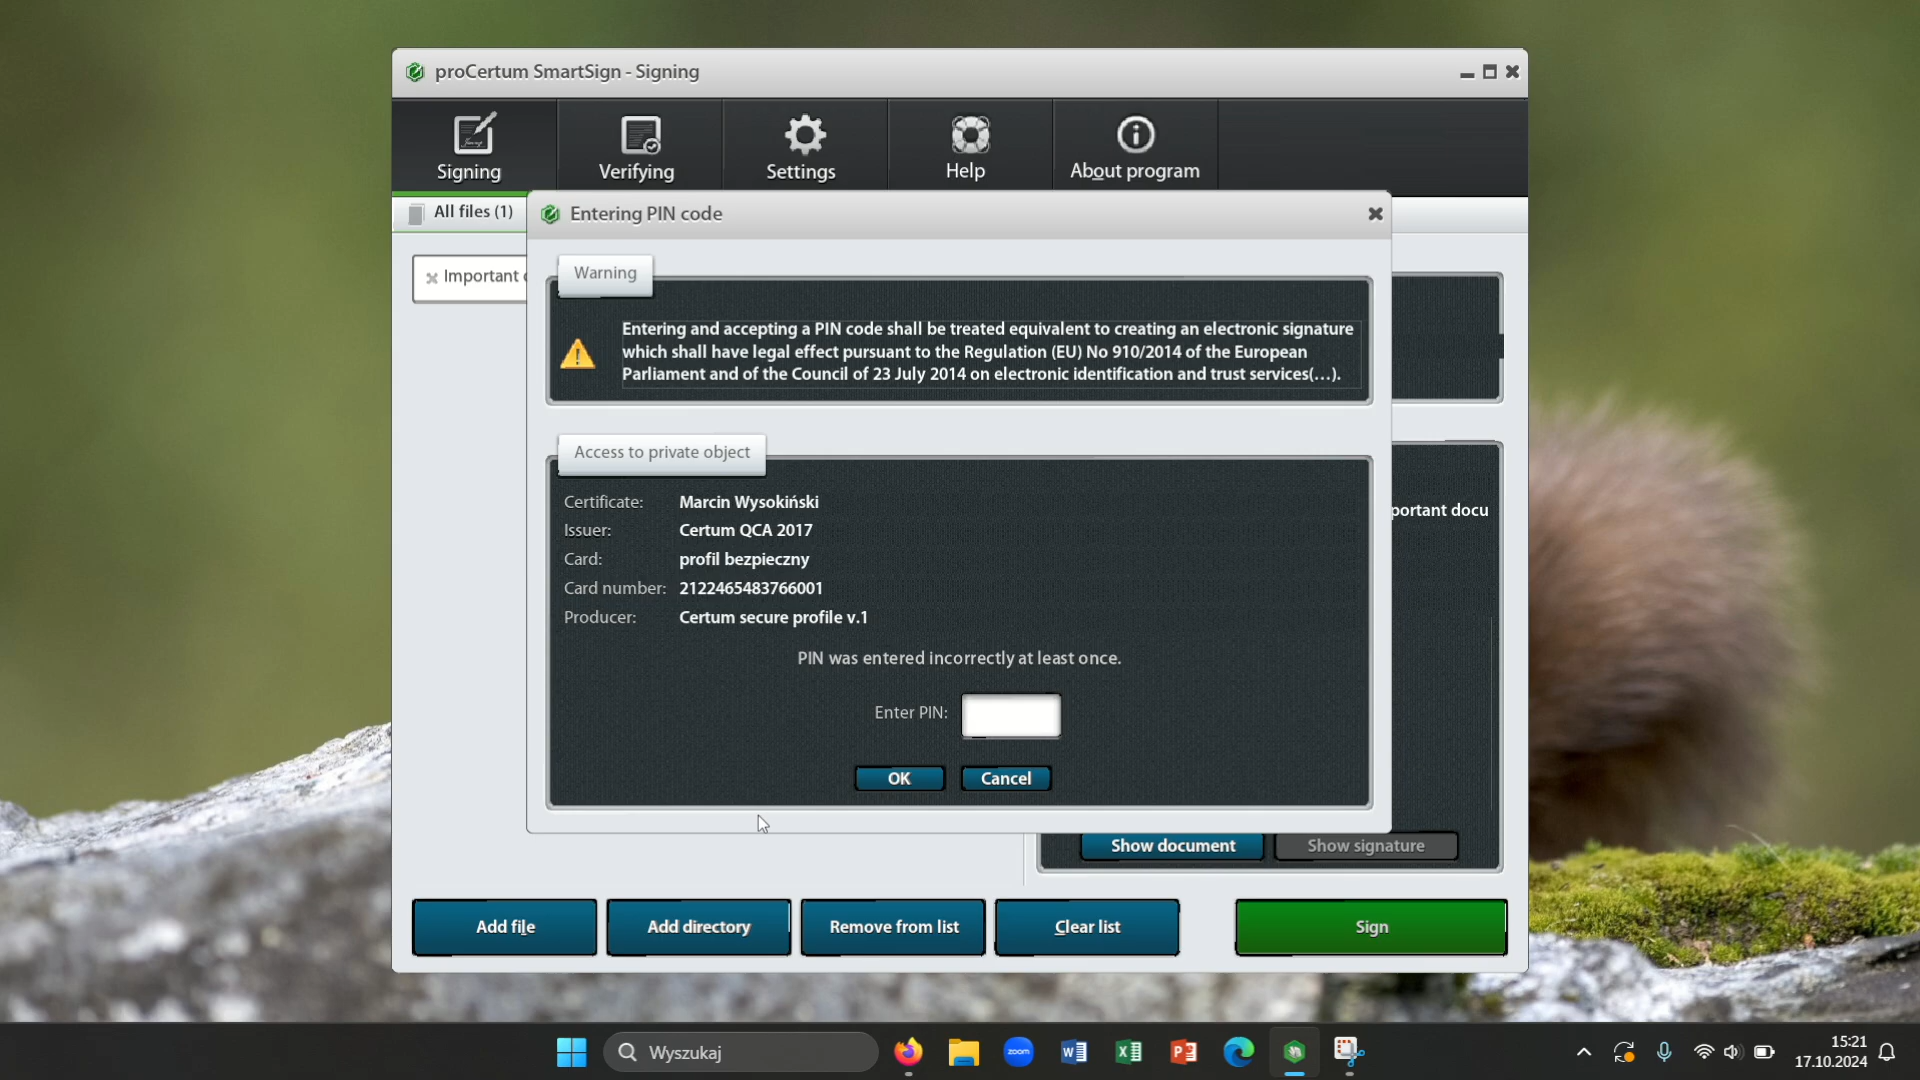 proCertum SmartSign - Signing
Signing
Verifying
Settings
Help
About program
All files (1)
Entering PIN code
Important
Warning
Entering and accepting a PIN code shall be treated equivalent to creating an electronic signature
which shall have legal effect pursuant to the Regulation (EU) No 910/2014 of the European
Parliament and of the Council of 23 July 2014 on electronic identification and trust services(...).
Access to private object
Certificate: Marcin Wysokiński
Issuer: Certum QCA 2017
Card: profil bezpieczny
Card number: 2122465483766001
Producer: Certum secure profile v.1
portant docu
PIN was entered incorrectly at least once.
Enter PIN:
OK Cancel
Show document Show signature
Add file Add directory Remove from list Clear list Sign
Wyszukaj
zoom
15:21
17.10.2024